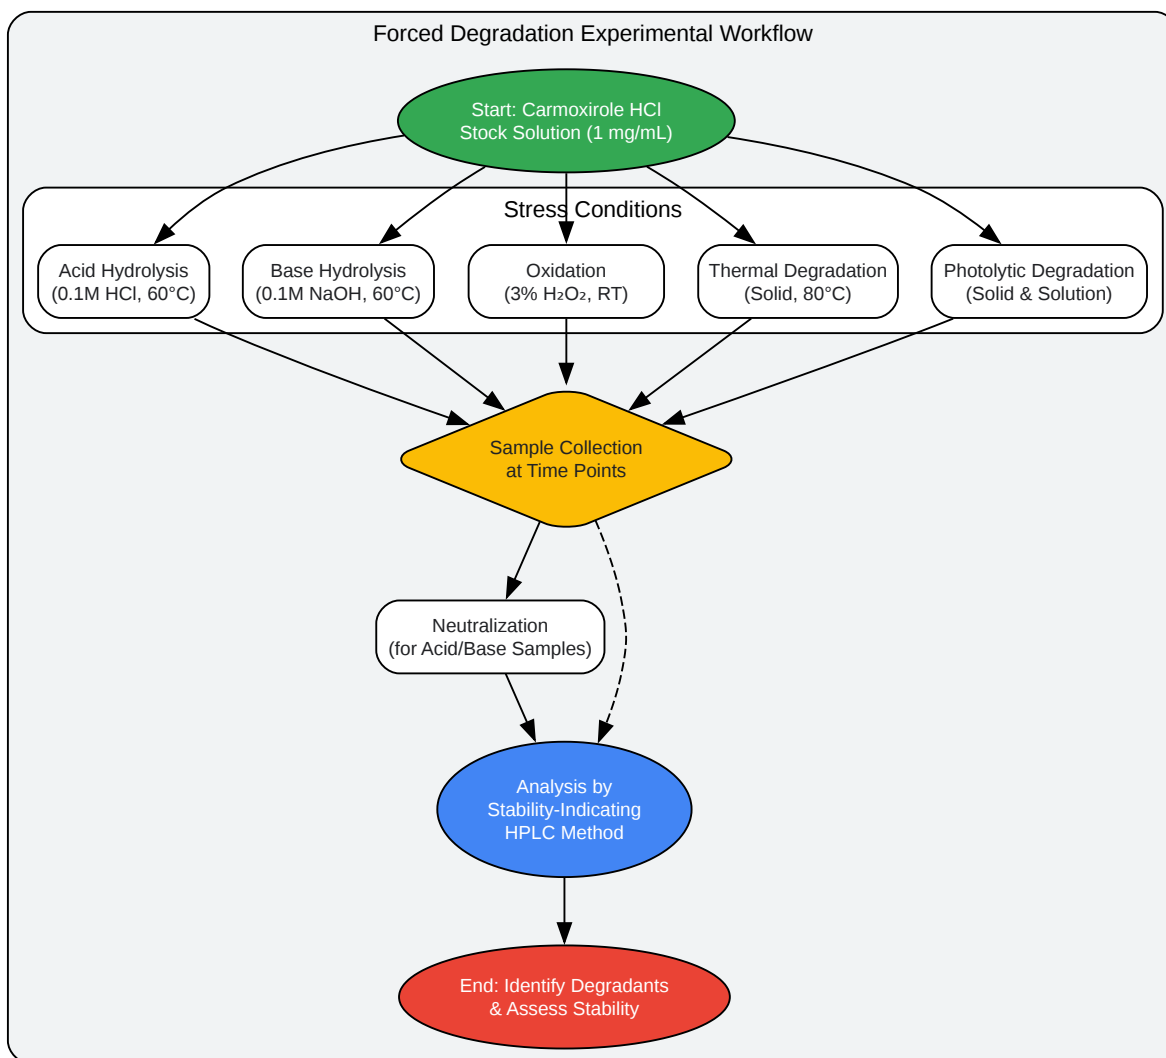 Forced Degradation Experimental Workflow
Start: Carmoxirole HCl
Stock Solution (1 mg/mL)
Stress Conditions
Acid Hydrolysis
(0.1M HCl, 60°C)
Base Hydrolysis
(0.1M NaOH, 60°C)
Oxidation
(3% H₂O₂, RT)
Thermal Degradation
(Solid, 80°C)
Photolytic Degradation
(Solid & Solution)
Sample Collection
at Time Points
Neutralization
(for Acid/Base Samples)
Analysis by
Stability-Indicating
HPLC Method
End: Identify Degradants
& Assess Stability